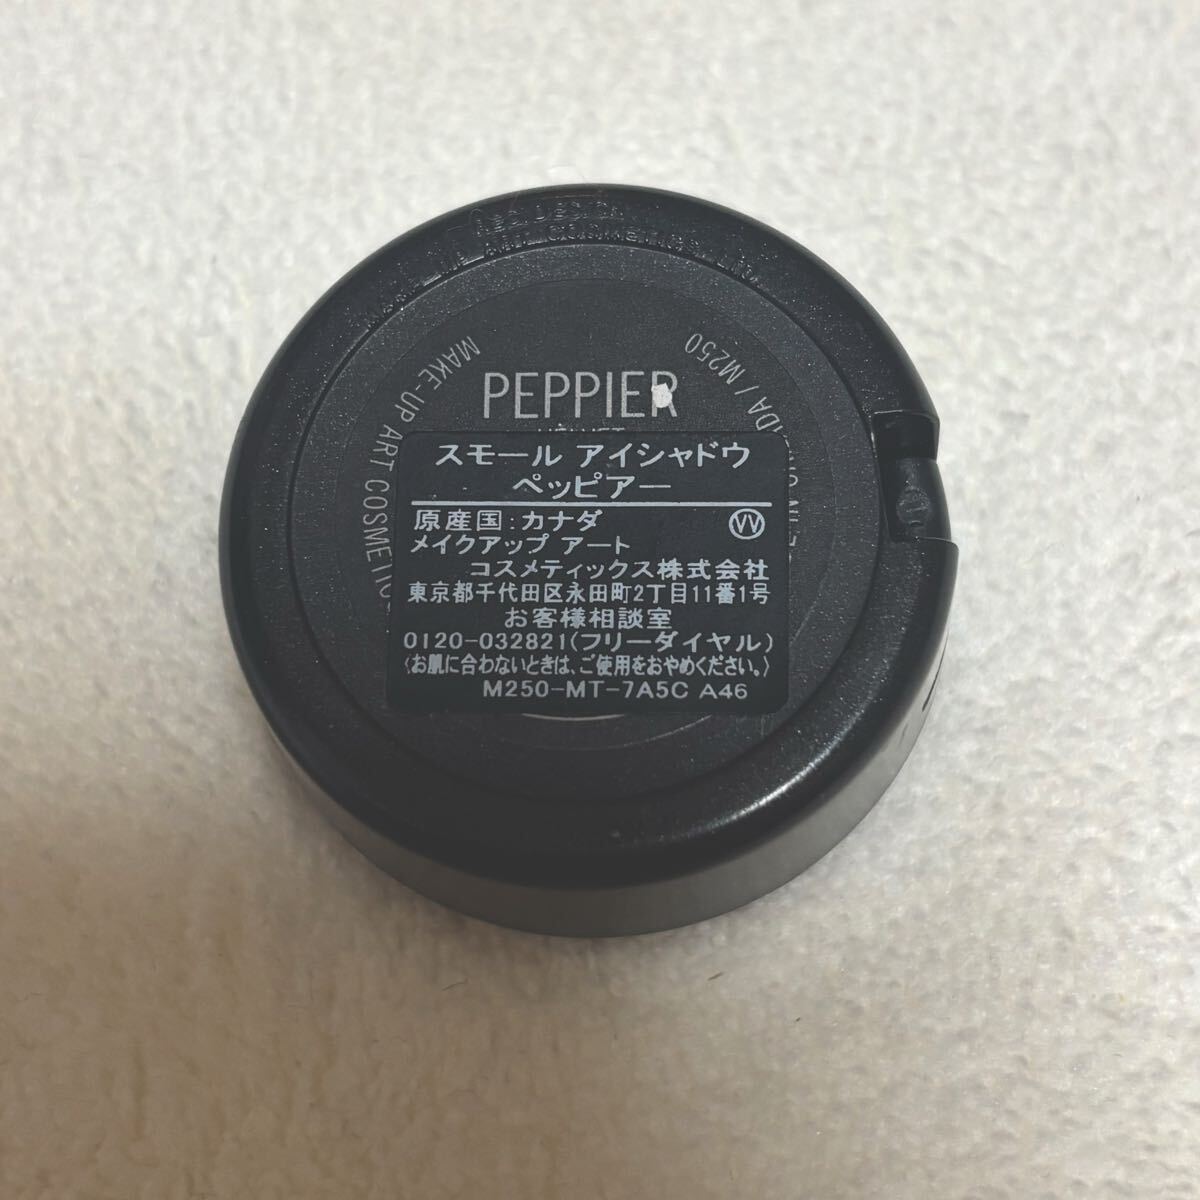 MAKE-UP ART COSMETICS
ADA / M250
PEPPIER
スモール アイシャドウ
ペッピアー
原産国:カナダ
VV
メイクアップ アート
コスメティックス株式会社
東京都千代田区永田町2丁目11番1号
お客様相談室
0120-032821(フリーダイヤル)
〈お肌に合わないときは、ご使用をおやめください。〉
M250-MT-7A5C A46